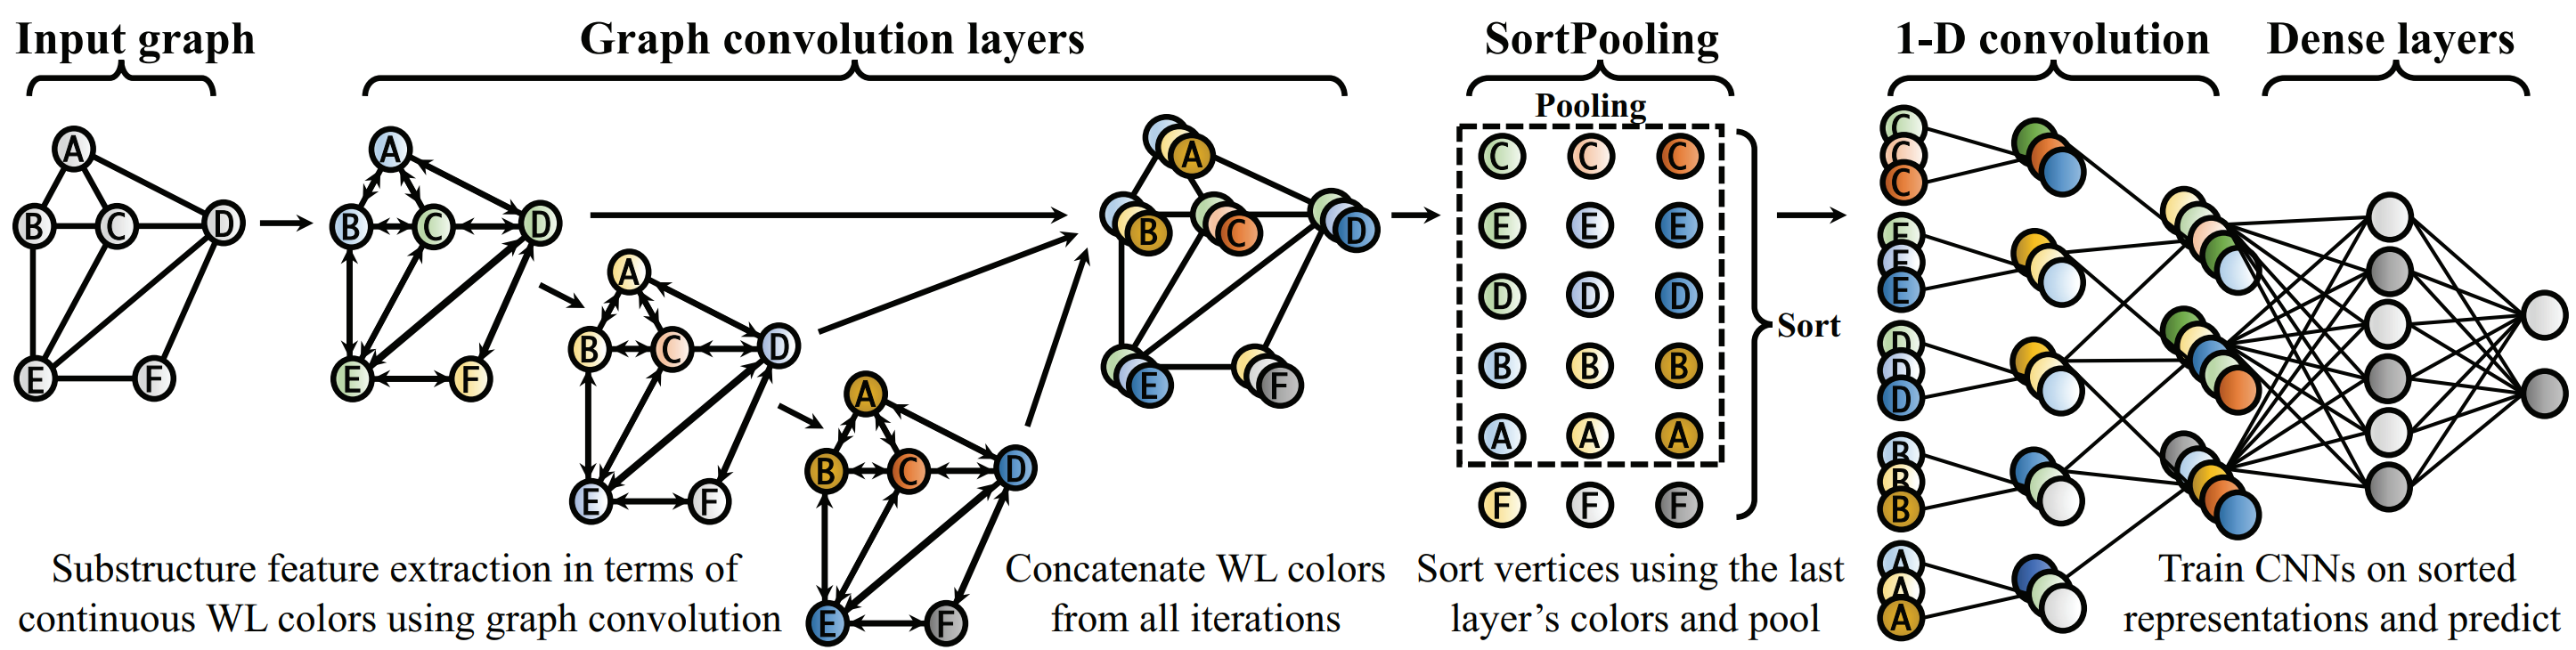 Input graph
Graph convolution layers
SortPooling
1-D convolution
Dense layers
Pooling
A
B C D
E F
A
B C D
E F
A
B C D
E F
A
B C D
E F
A
B C D
E F
C C C
E E E
D D D
B B B
A A A
F F F
Sort
C
C
C
E
E
E
D
D
D
B
B
B
A
A
A
Substructure feature extraction in terms of
continuous WL colors using graph convolution
Concatenate WL colors
from all iterations
Sort vertices using the last
layer’s colors and pool
Train CNNs on sorted
representations and predict